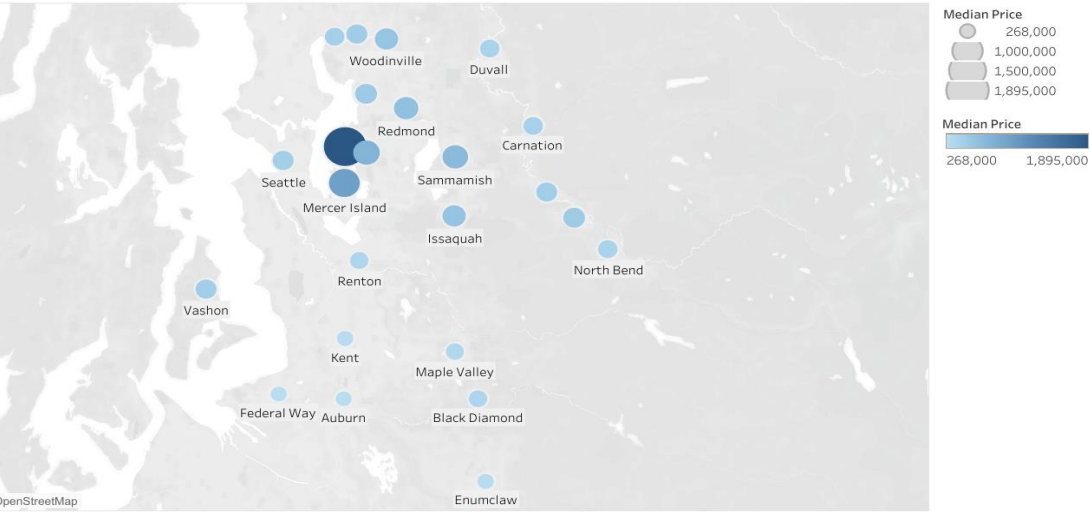 Woodinville
Duvall
Redmond
Carnation
Seattle
Sammamish
Mercer Island
Issaquah
North Bend
Renton
Vashon
Kent
Maple Valley
Federal Way
Auburn
Black Diamond
Enumclaw
OpenStreetMap
Median Price
268,000
1,000,000
1,500,000
1,895,000
Median Price
268,000 1,895,000